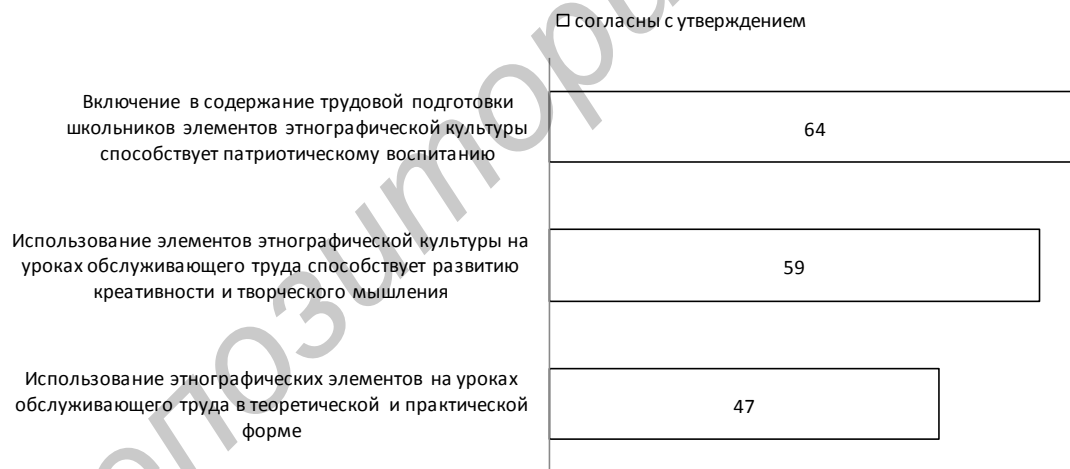 согласны с утверждением
Включение в содержание трудовой подготовки
школьников элементов этнографической культуры
способствует патриотическому воспитанию
64
Использование элементов этнографической культуры на
уроках обслуживающего труда способствует развитию
креативности и творческого мышления
59
Использование этнографических элементов на уроках
обслуживающего труда в теоретической и практической
форме
47